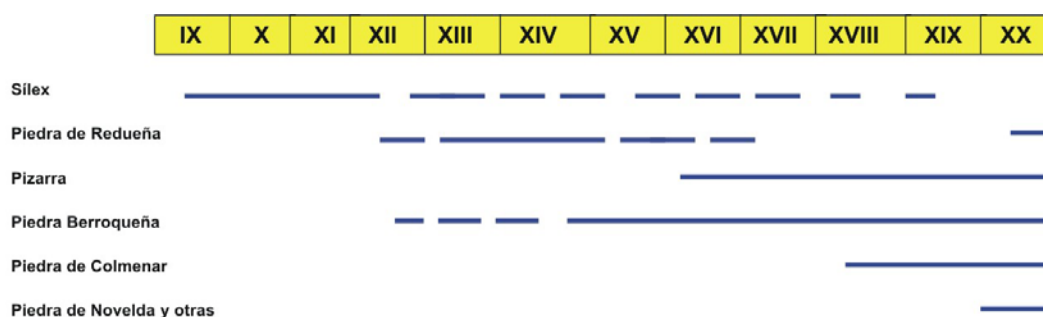 IX X XI XII XIII XIV XV XVI XVII XVIII XIX XX
Sílex
Piedra de Redueña
Pizarra
Piedra Berroqueña
Piedra de Colmenar
Piedra de Novelda y otras